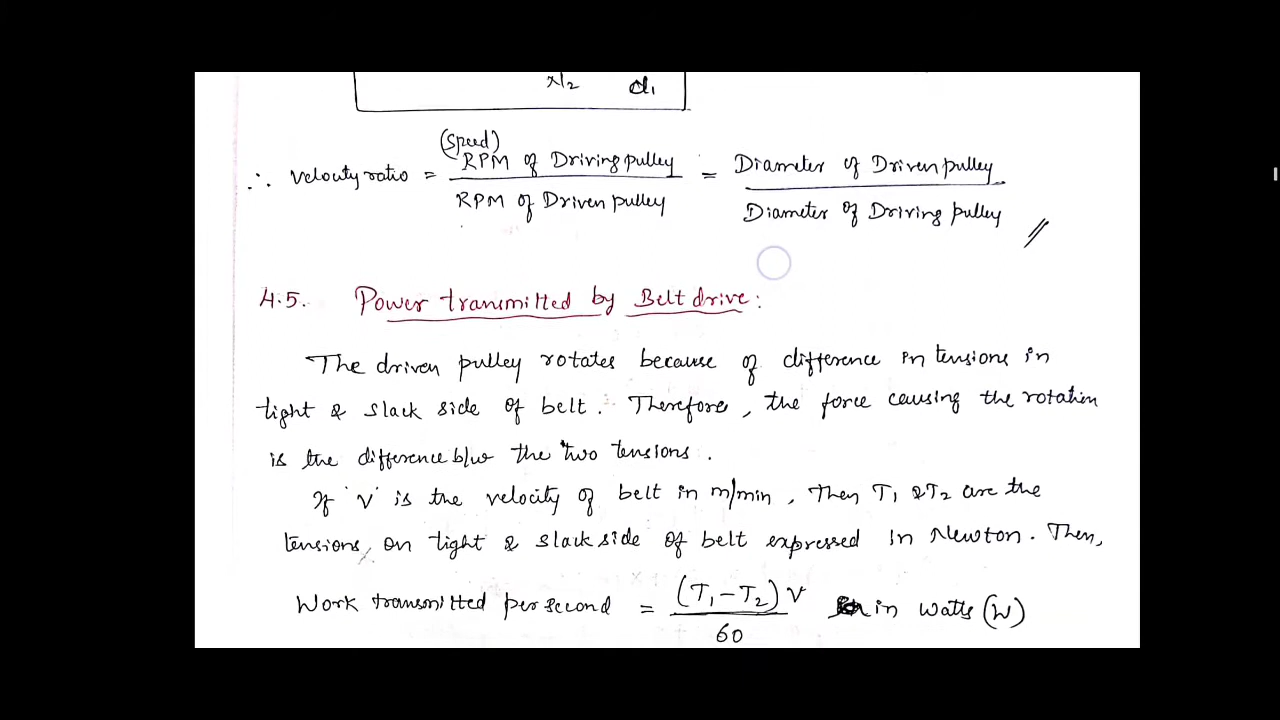 N2 d1
(Speed)
∴ Velocity ratio = RPM of Driving pulley / RPM of Driven pulley = Diameter of Driven pulley / Diameter of Driving pulley //
4.5. Power transmitted by Belt drive:
The driven pulley rotates because of difference in tensions in
tight & slack side of belt. Therefore, the force causing the rotation
is the difference b/w the two tensions.
If 'V' is the velocity of belt in m/min, Then T1 & T2 are the
tensions, on tight & slack side of belt expressed in Newton. Then,
Work transmitted per second = (T1 - T2) V / 60 in watts (W)